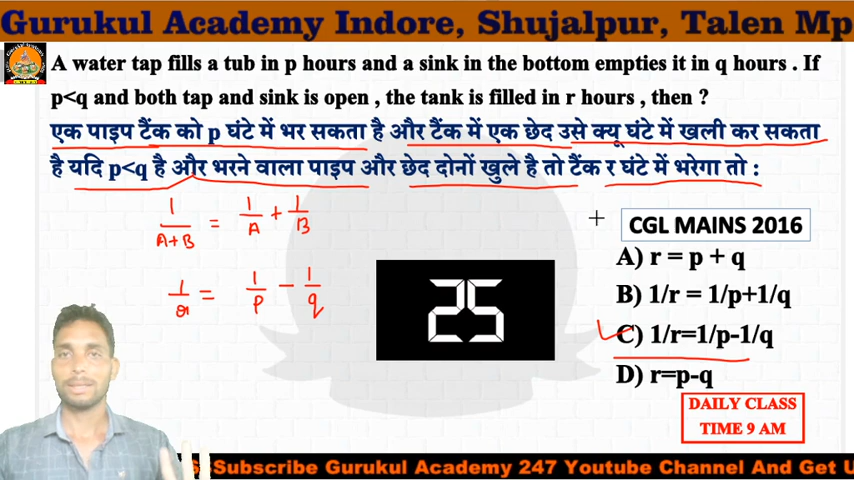 Gurukul Academy Indore, Shujalpur, Talen Mp
A water tap fills a tub in p hours and a sink in the bottom empties it in q hours . If
p<q and both tap and sink is open , the tank is filled in r hours, then ?
एक पाइप टैंक को p घंटे में भर सकता है और टैंक में एक छेद उसे क्यू घंटे में खली कर सकता
है यदि p<q है और भरने वाला पाइप और छेद दोनों खुले है तो टैंक र घंटे में भरेगा तो :
1/A+B = 1/A + 1/B
CGL MAINS 2016
A) r = p + q
B) 1/r = 1/p+1/q
1/r = 1/p - 1/q
25
C) 1/r=1/p-1/q
D) r=p-q
DAILY CLASS
TIME 9 AM
Subscribe Gurukul Academy 247 Youtube Channel And Get U